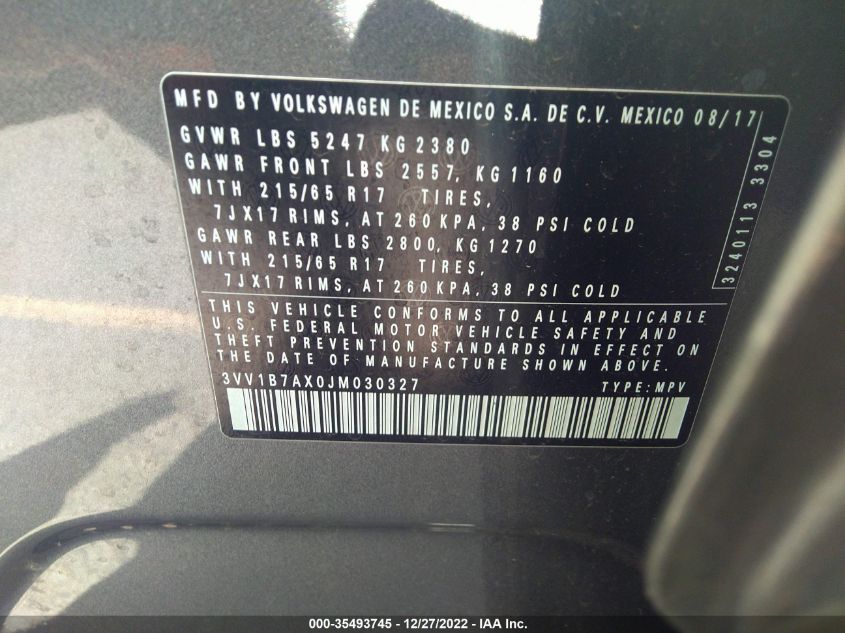 MFD BY VOLKSWAGEN DE MEXICO S.A. DE C.V. MEXICO 08/17
GVWR LBS 5247 KG 2380
GAWR FRONT LBS 2557, KG 1160
WITH 215/65 R17 TIRES,
7JX17 RIMS, AT 260 KPA, 38 PSI COLD
GAWR REAR LBS 2800, KG 1270
WITH 215/65 R17 TIRES,
7JX17 RIMS, AT 260 KPA, 38 PSI COLD
3240113 3304
THIS VEHICLE CONFORMS TO ALL APPLICABLE
U.S. FEDERAL MOTOR VEHICLE SAFETY AND
THEFT PREVENTION STANDARDS IN EFFECT ON
THE DATE OF MANUFACTURE SHOWN ABOVE.
3VV1B7AX0JM030327 TYPE: MPV
000-35493745 - 12/27/2022 - IAA Inc.